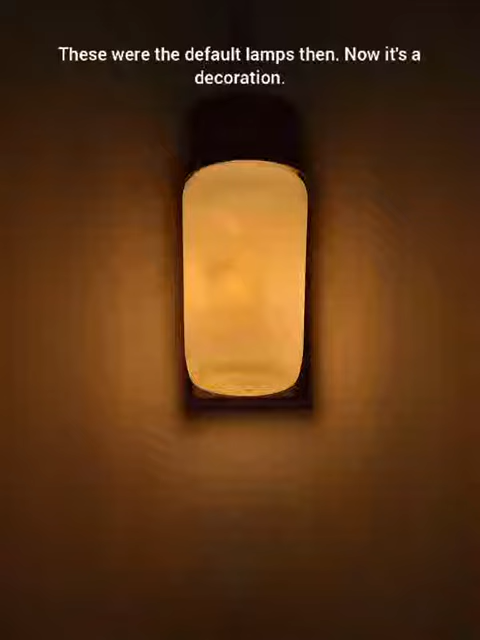 These were the default lamps then. Now it's a
decoration.